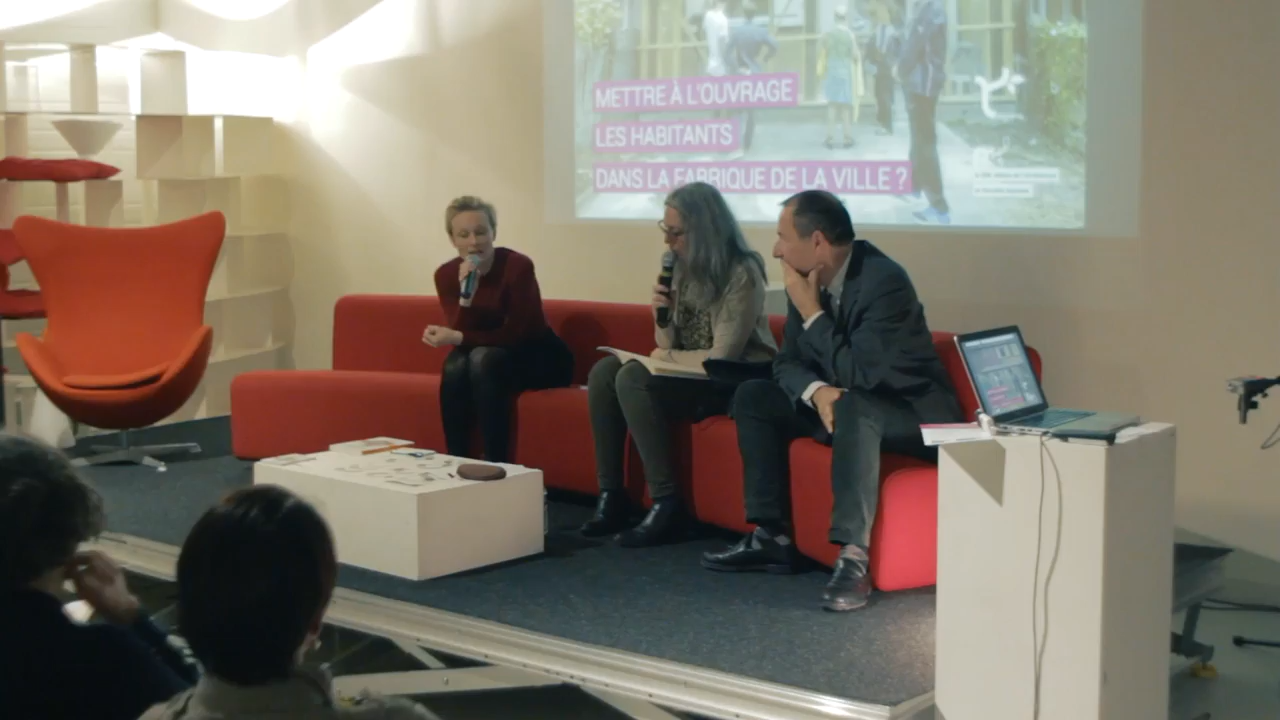 METTRE À L'OUVRAGE
LES HABITANTS
DANS LA FABRIQUE DE LA VILLE ?